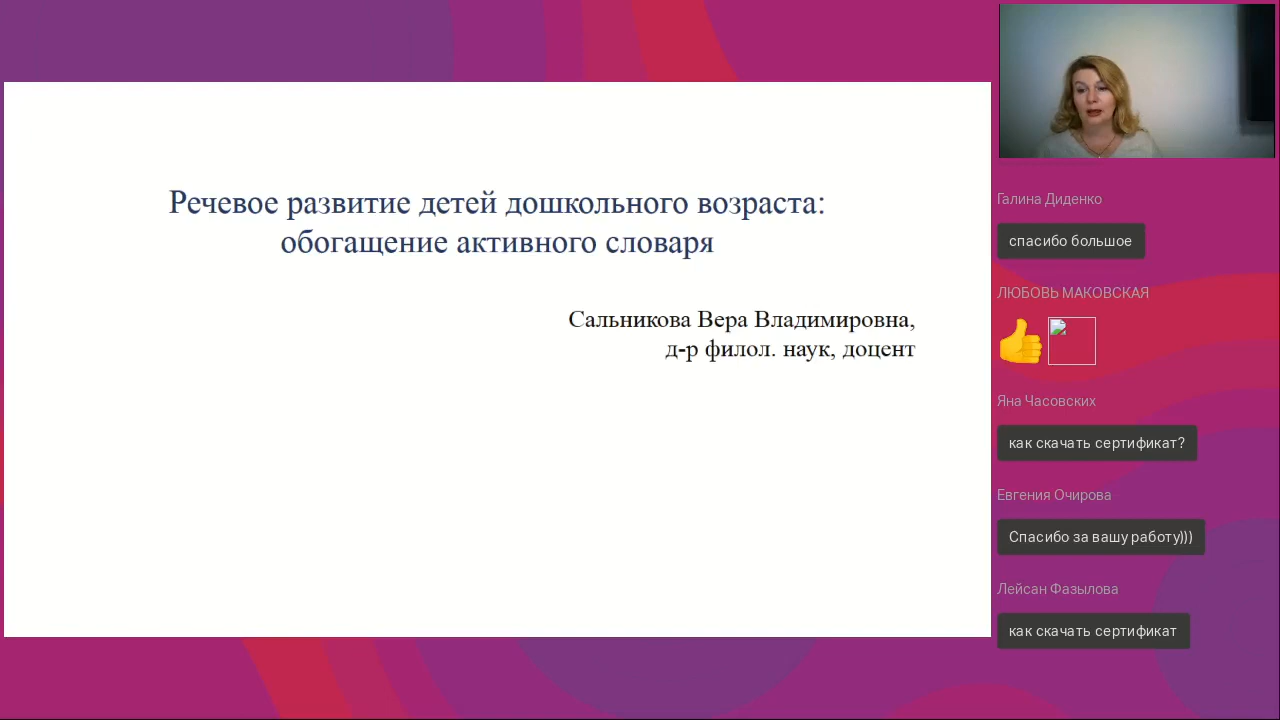 Речевое развитие детей дошкольного возраста:
обогащение активного словаря
Сальникова Вера Владимировна,
д-р филол. наук, доцент
Галина Диденко
спасибо большое
ЛЮБОВЬ МАКОВСКАЯ
Яна Часовских
как скачать сертификат?
Евгения Очирова
Спасибо за вашу работу)))
Лейсан Фазылова
как скачать сертификат